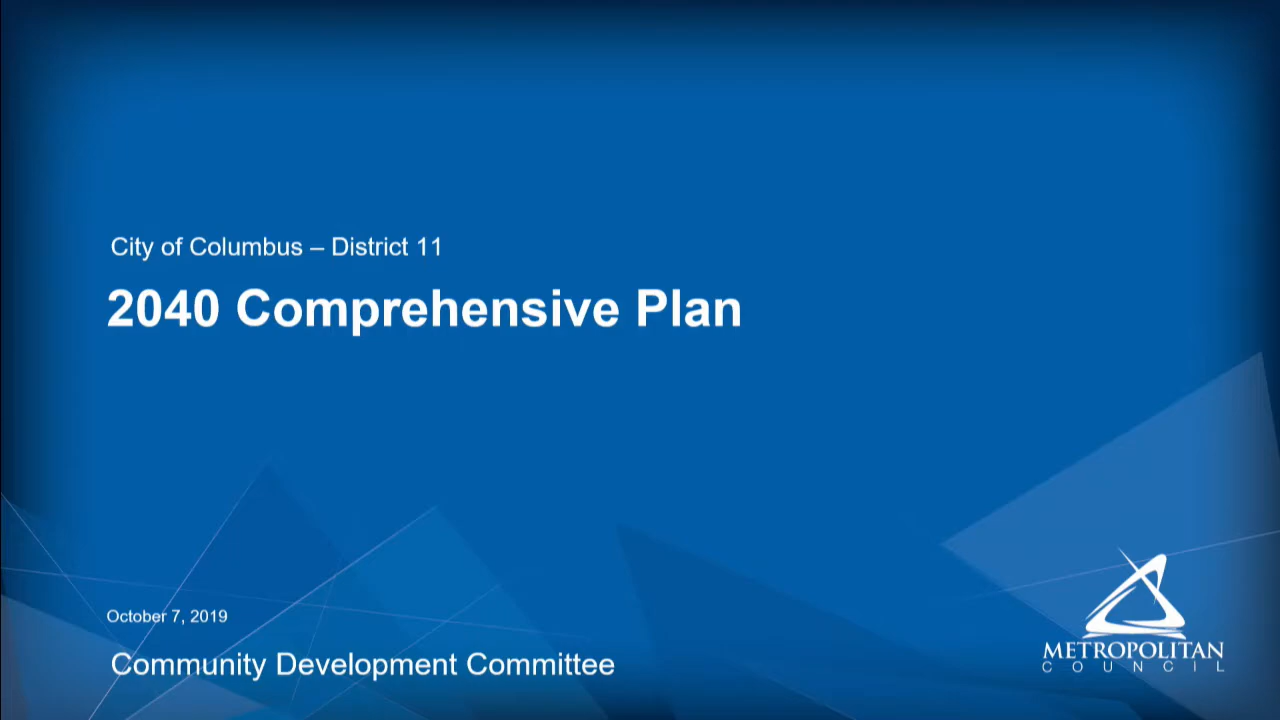 City of Columbus – District 11
2040 Comprehensive Plan
October 7, 2019
Community Development Committee
METROPOLITAN
COUNCIL